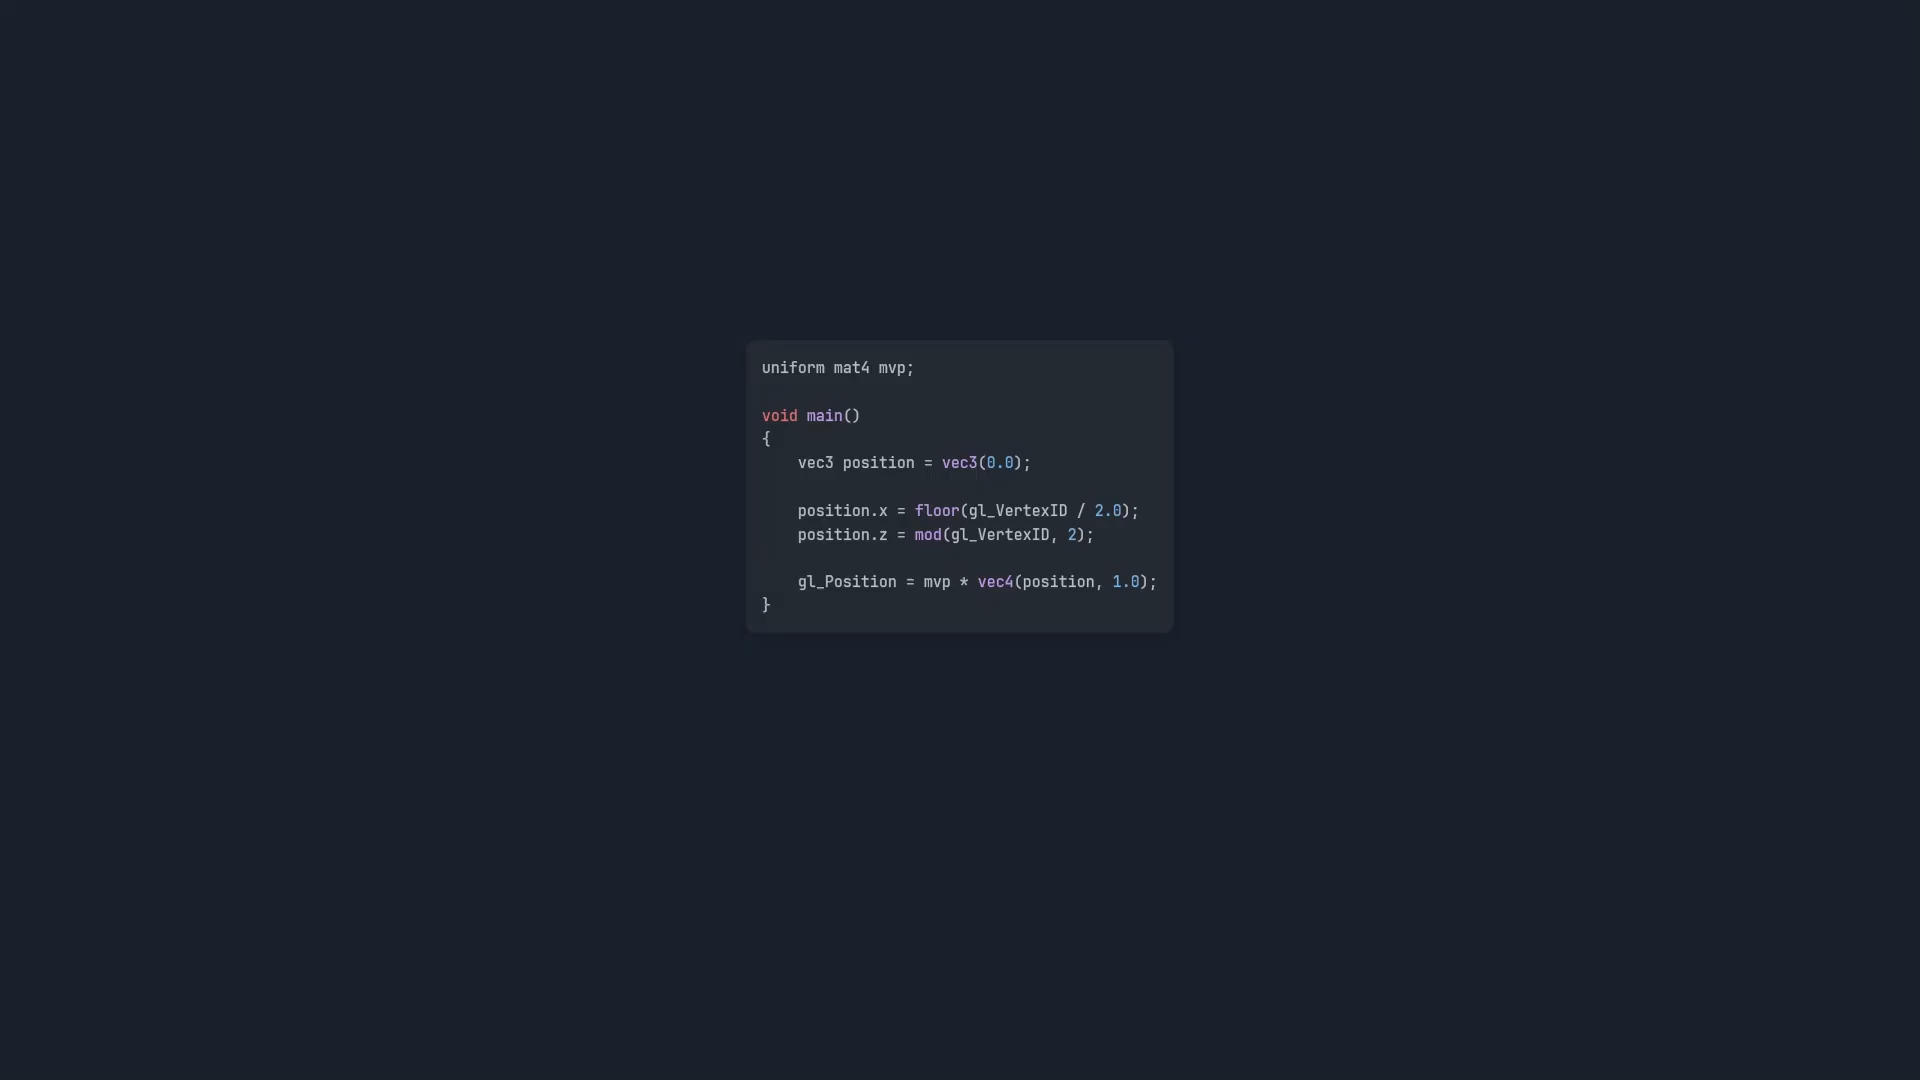 uniform mat4 mvp;
void main()
{
vec3 position = vec3(0.0);
position.x = floor(gl_VertexID / 2.0);
position.z = mod(gl_VertexID, 2);
gl_Position = mvp * vec4(position, 1.0);
}